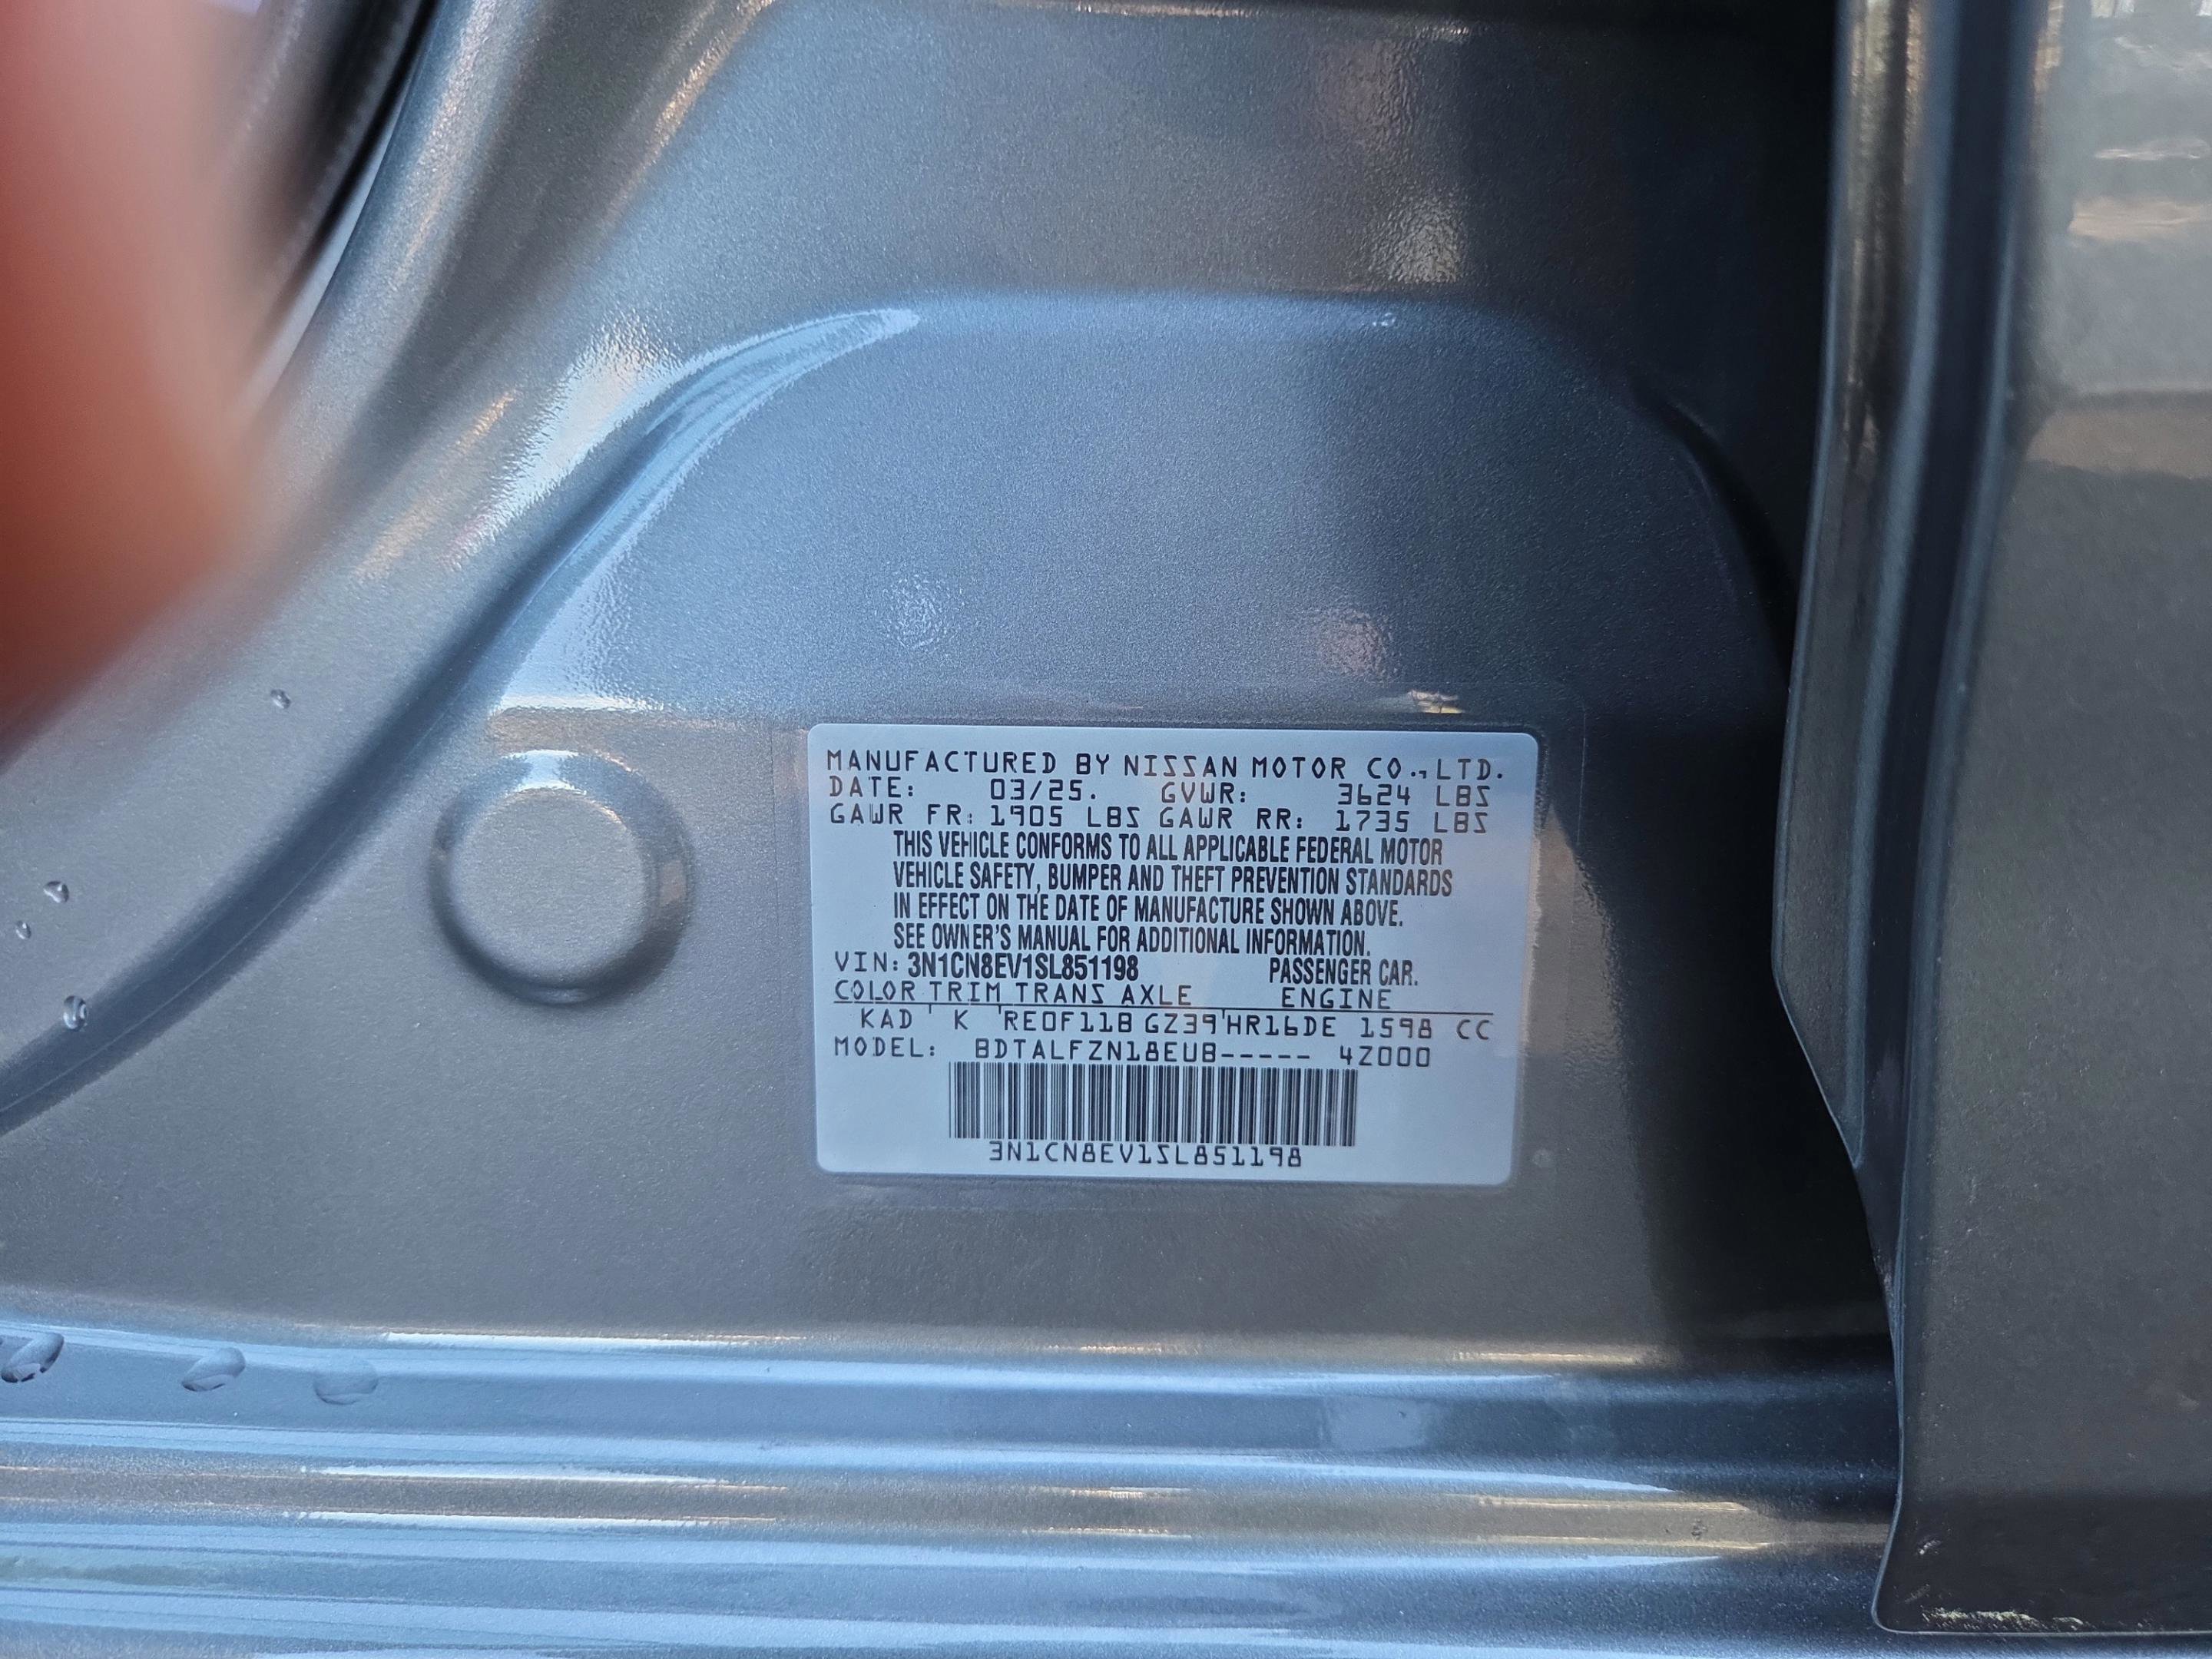 MANUFACTURED BY NISSAN MOTOR CO., LTD.
DATE: 03/25. GVWR: 3624 LBS
GAWR FR: 1905 LBS GAWR RR: 1735 LBS
THIS VEHICLE CONFORMS TO ALL APPLICABLE FEDERAL MOTOR
VEHICLE SAFETY, BUMPER AND THEFT PREVENTION STANDARDS
IN EFFECT ON THE DATE OF MANUFACTURE SHOWN ABOVE.
SEE OWNER'S MANUAL FOR ADDITIONAL INFORMATION.
VIN: 3N1CN8EV1SL851198 PASSENGER CAR.
COLOR TRIM TRANS AXLE ENGINE
KAD K RE0F11B GZ39 HR16DE 1598 CC
MODEL: BDTALFZN18EUB----- 4Z000
3N1CN8EV1SL851198